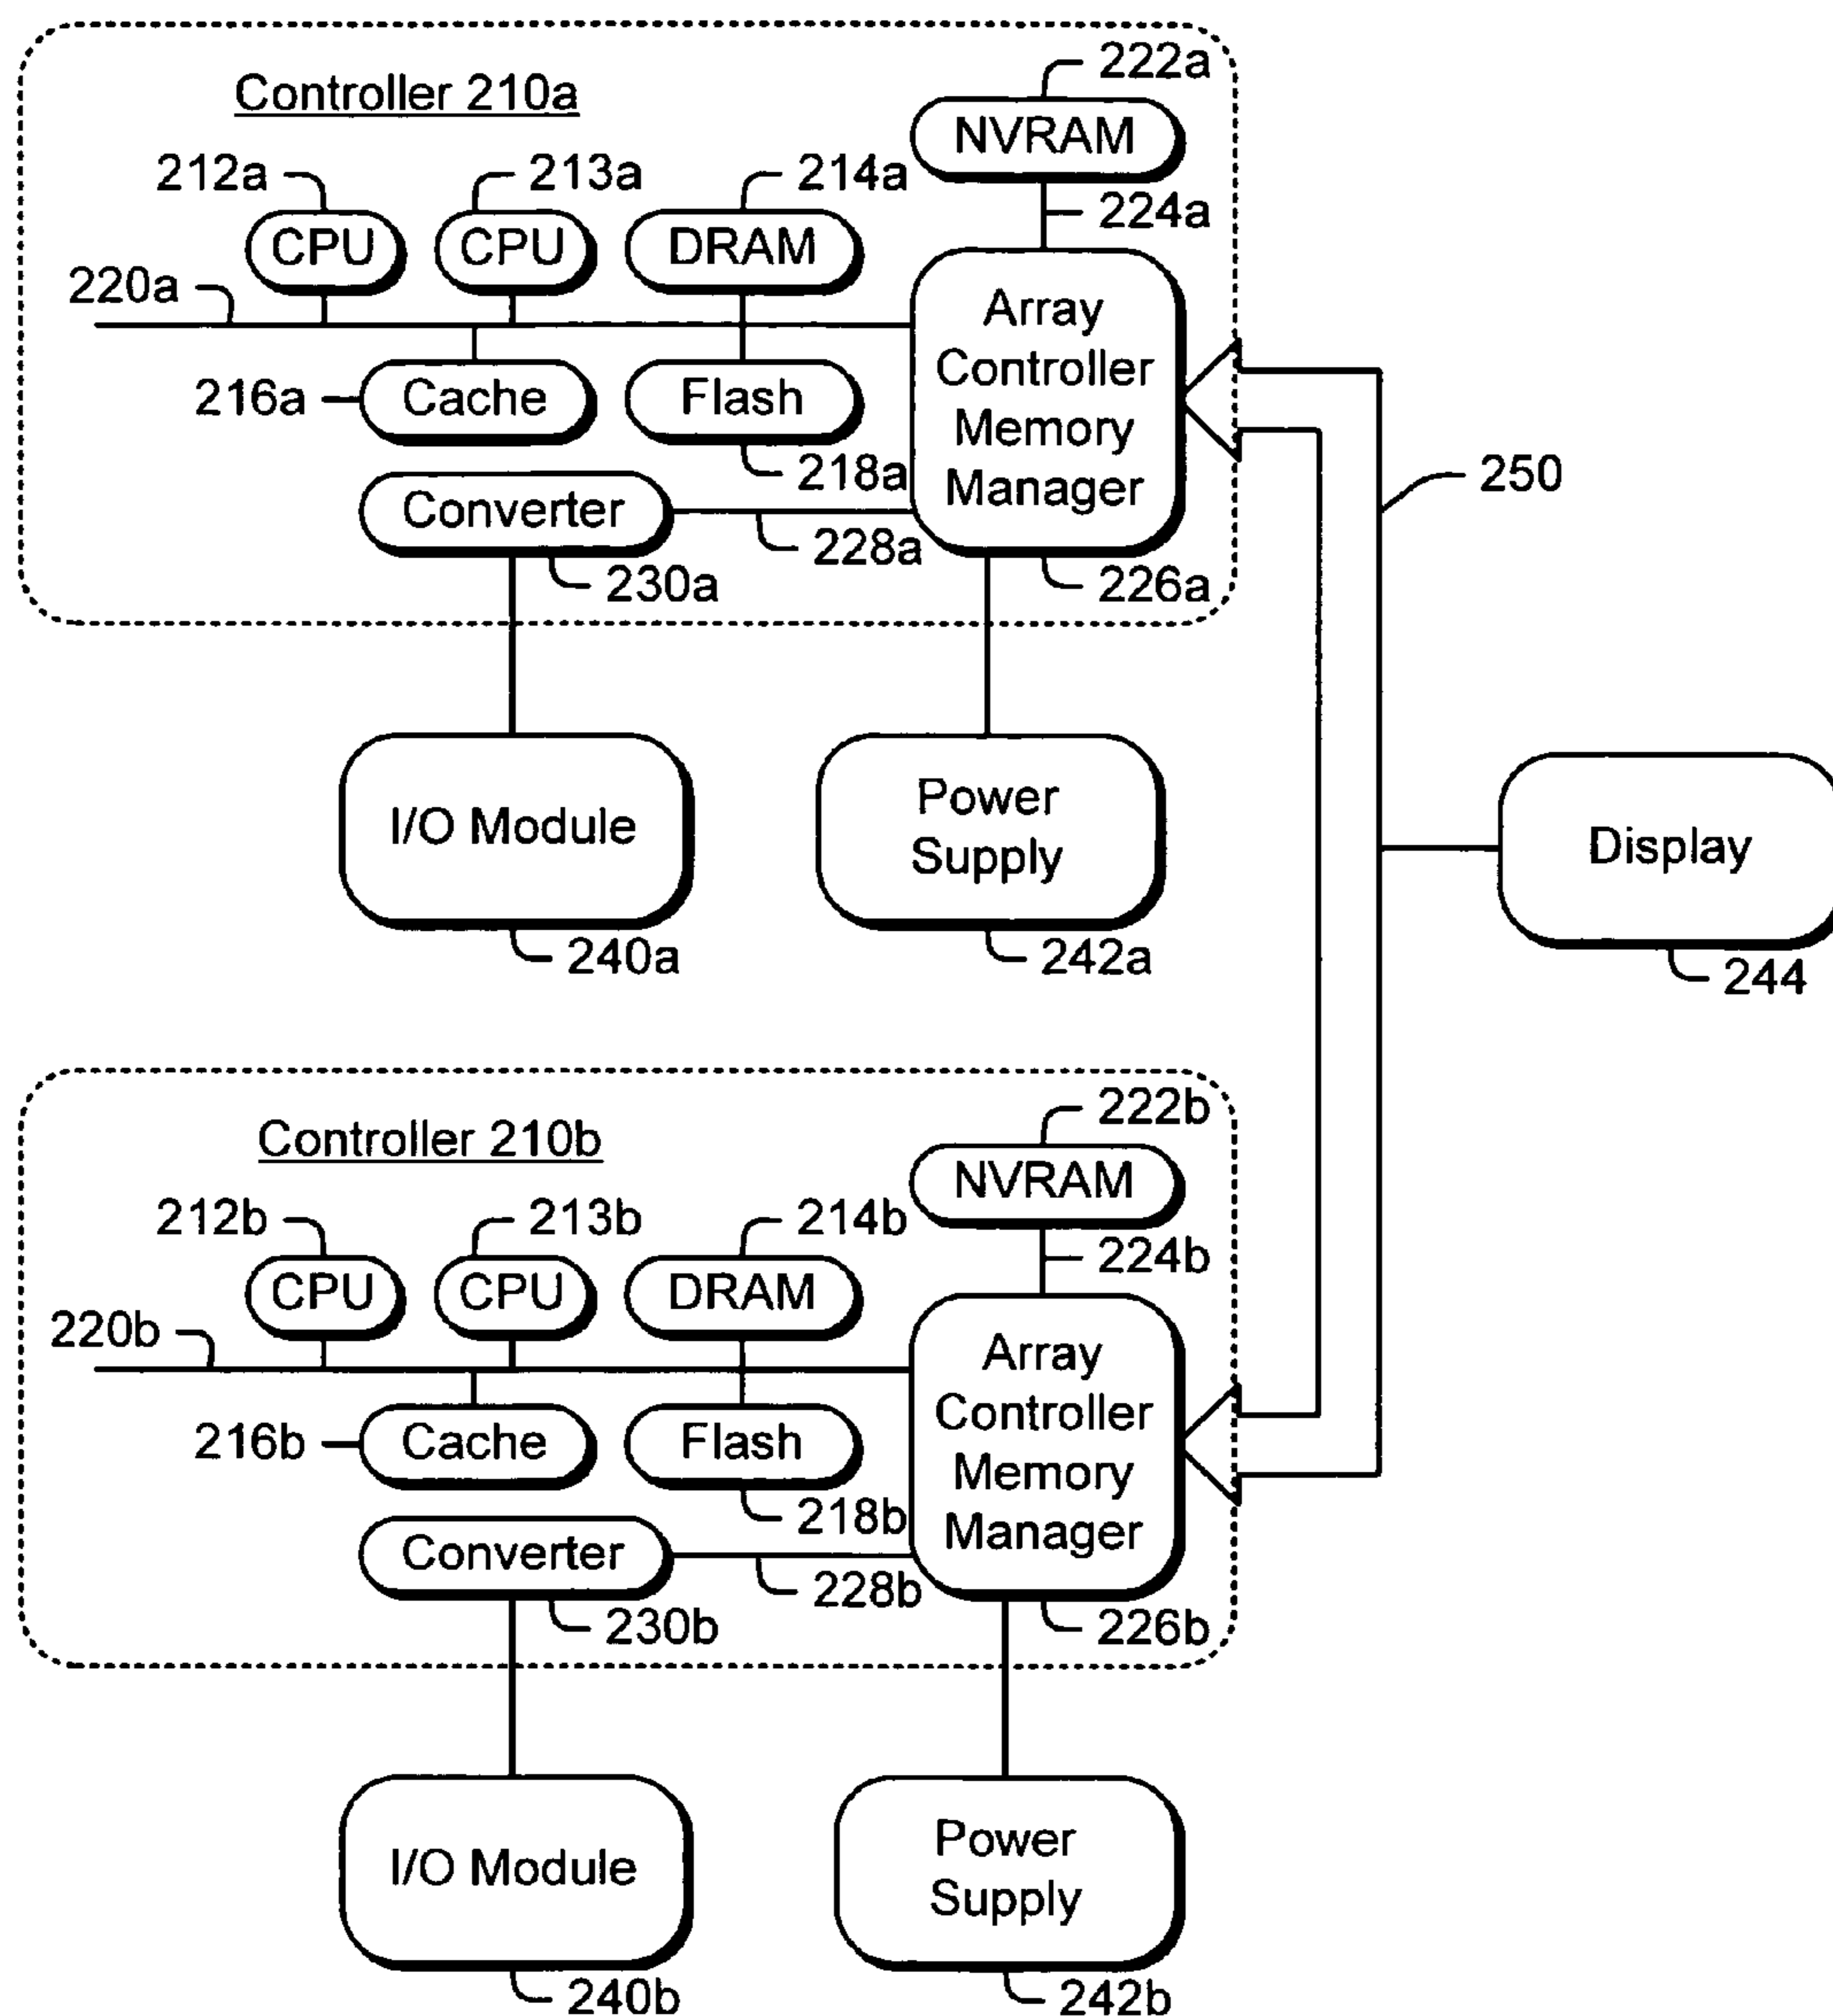 Controller 210a
222a
NVRAM
212a
213a
214a
224a
CPU
CPU
DRAM
220a
Array
Controller
Memory
Manager
216a
Cache
Flash
218a
250
Converter
228a
230a
226a
I/O Module
Power
Supply
Display
240a
242a
244
Controller 210b
222b
NVRAM
212b
213b
214b
224b
CPU
CPU
DRAM
220b
Array
Controller
Memory
Manager
216b
Cache
Flash
218b
Converter
228b
230b
226b
I/O Module
Power
Supply
240b
242b